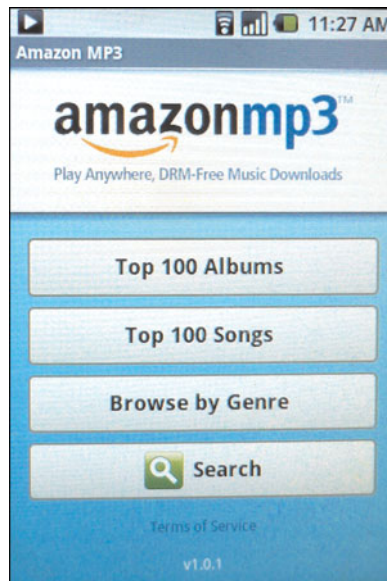 11:27 AM
Amazon MP3
amazonmp3™
Play Anywhere, DRM-Free Music Downloads
Top 100 Albums
Top 100 Songs
Browse by Genre
Search
Terms of Service
v1.0.1